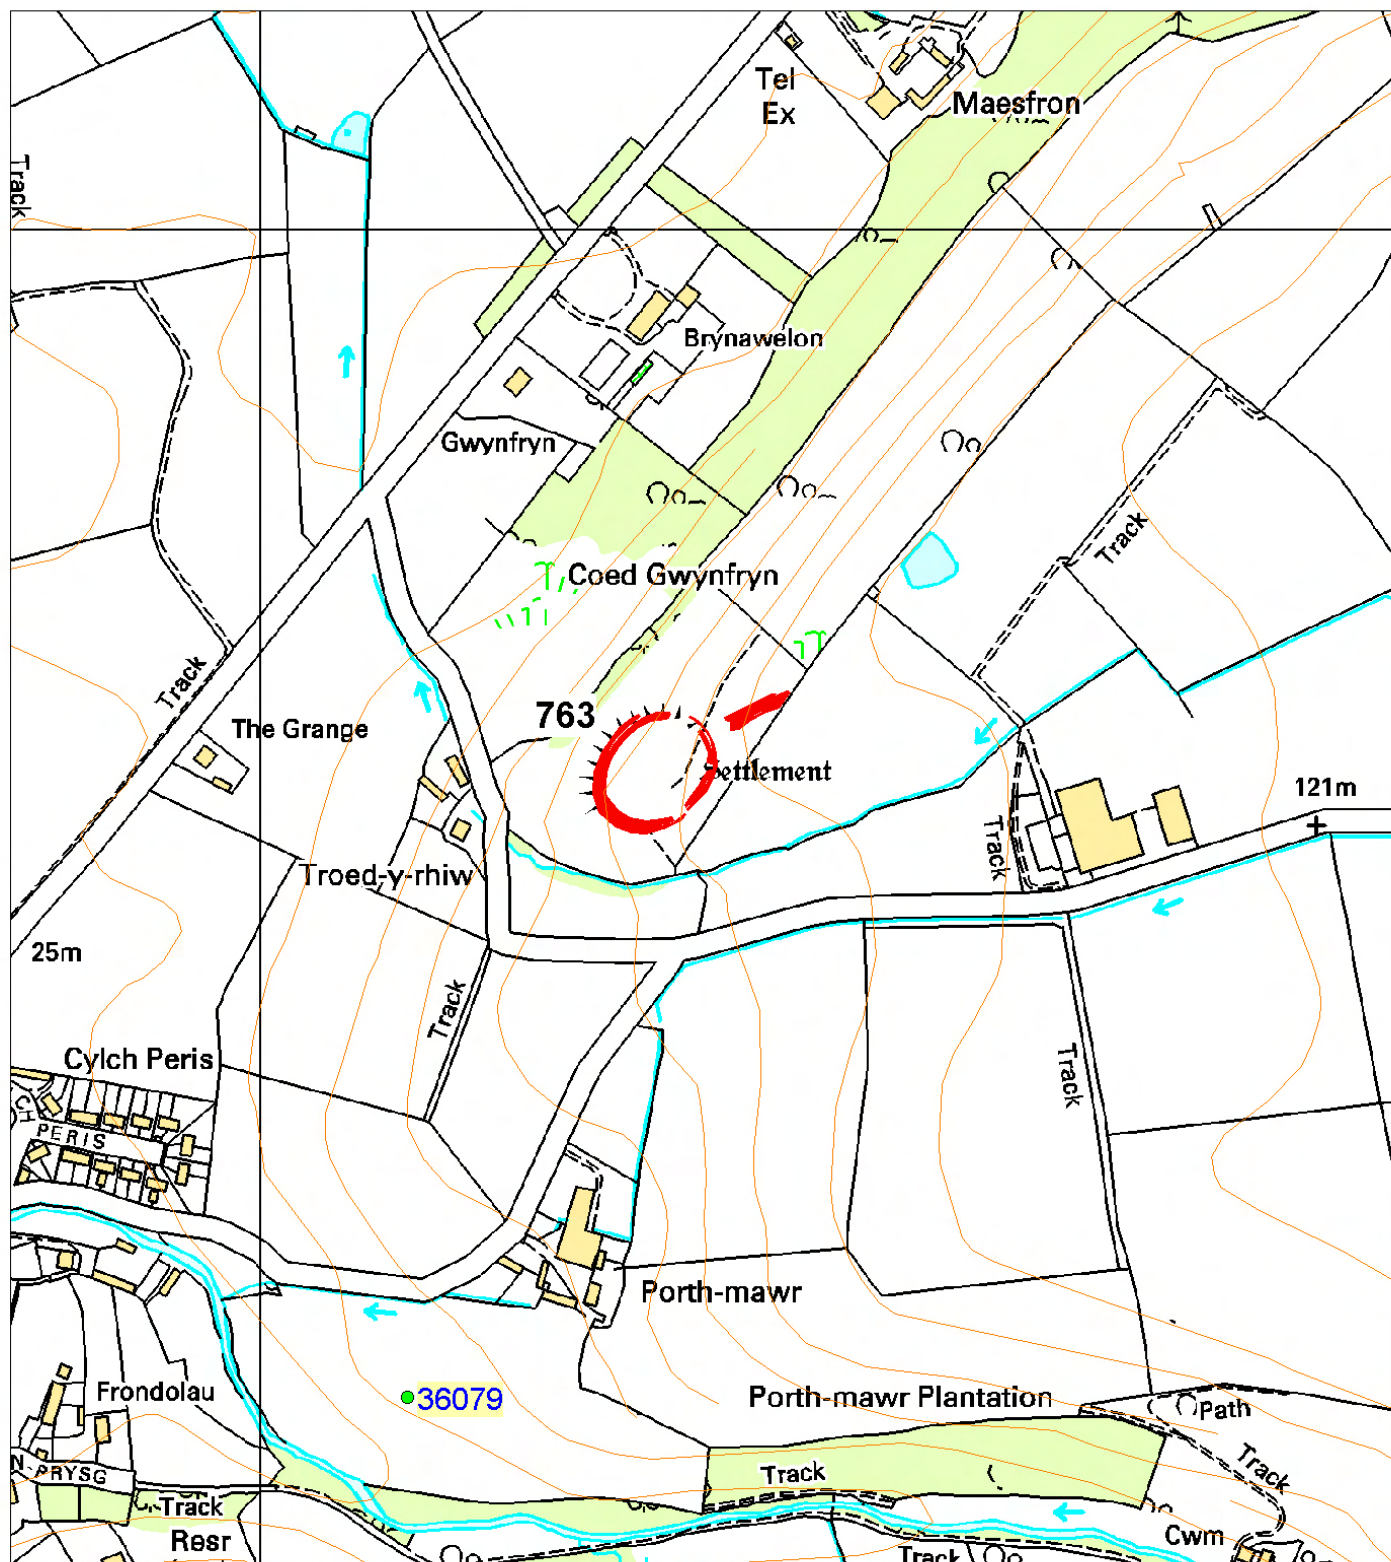 Tel
Ex
Maesfron
Track
Brynawelon
Gwynfryn
Track
Coed Gwynfryn
Track
763
The Grange
Settlement
121m
Track
Troed-y-rhiw
25m
Track
Cylch Peris
Track
CH
PERIS
Porth-mawr
Frondolau
36079
Porth-mawr Plantation
Path
Track
N PRYSG
Track
Track
Resr
Cwm
Track